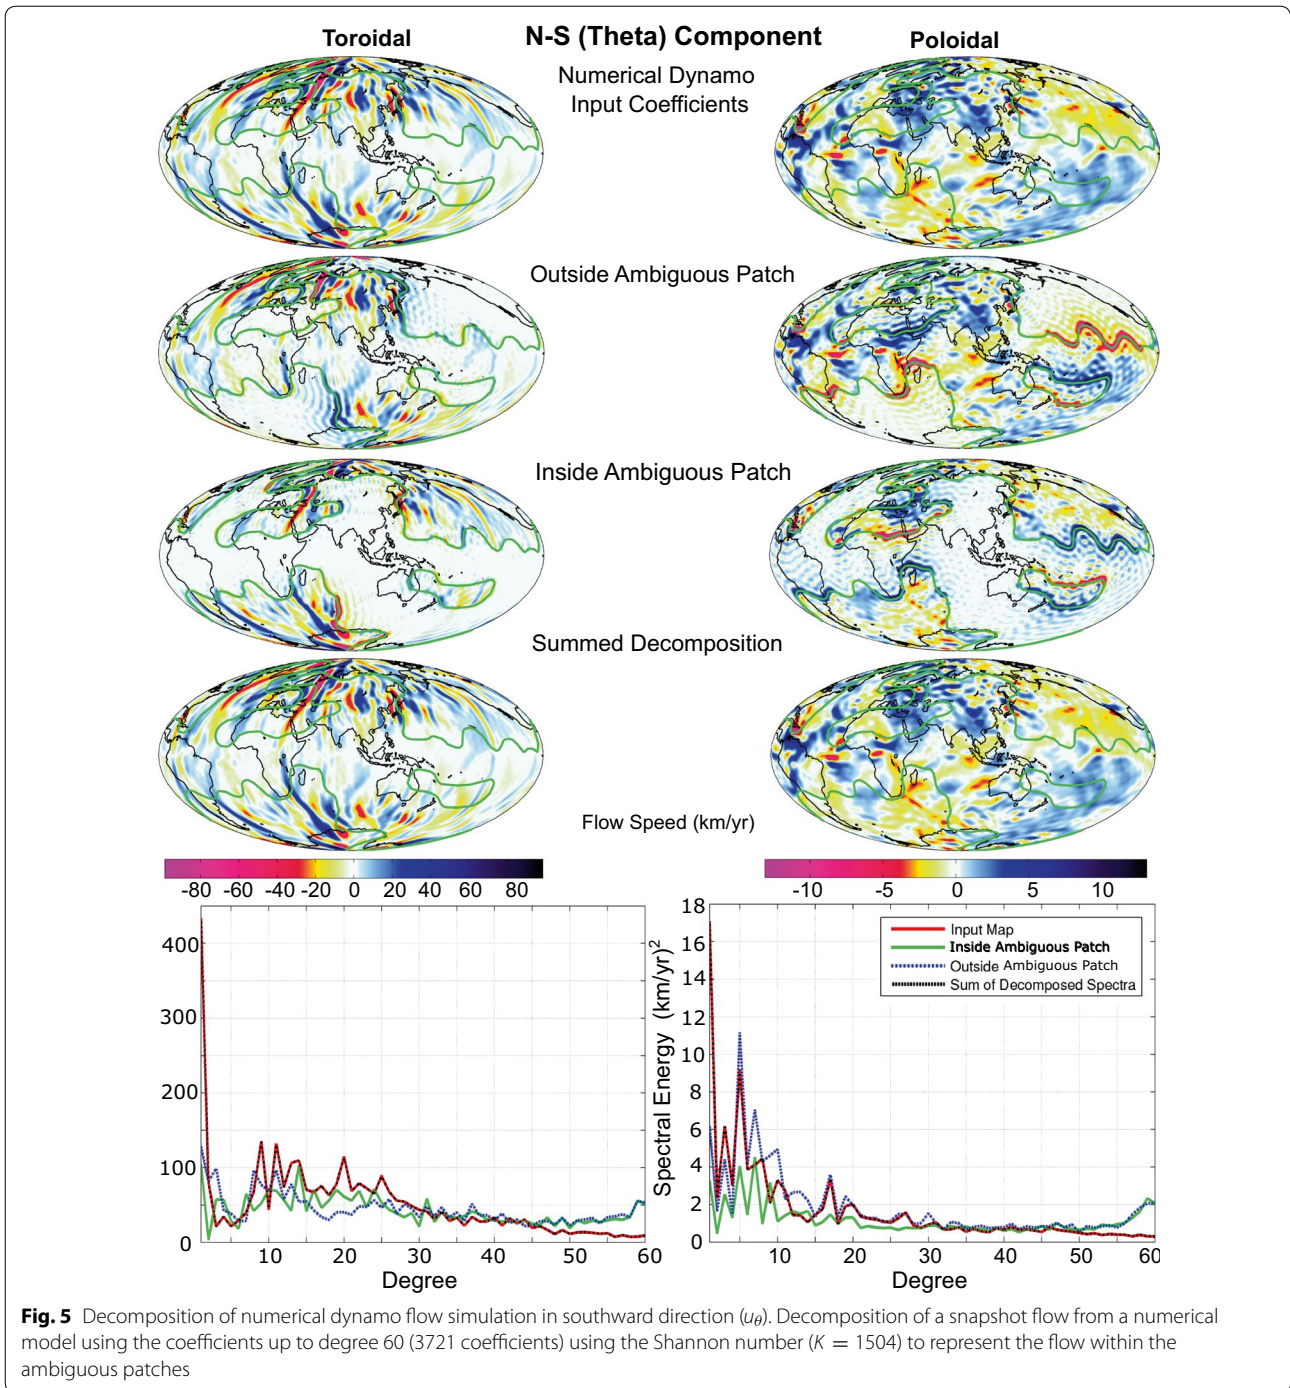 N-S (Theta) Component
Toroidal
Poloidal
Numerical Dynamo
Input Coefficients
Outside Ambiguous Patch
Inside Ambiguous Patch
Summed Decomposition
Flow Speed (km/yr)
-80 -60 -40 -20 0 20 40 60 80
-10 -5 0 5 10
400
300
200
100
0
10 20 30 40 50 60
Degree
Spectral Energy (km/yr)²
18
16
14
12
10
8
6
4
2
0
10 20 30 40 50 60
Degree
Input Map
Inside Ambiguous Patch
Outside Ambiguous Patch
Sum of Decomposed Spectra
Fig. 5 Decomposition of numerical dynamo flow simulation in southward direction (uθ). Decomposition of a snapshot flow from a numerical
model using the coefficients up to degree 60 (3721 coefficients) using the Shannon number (K = 1504) to represent the flow within the
ambiguous patches